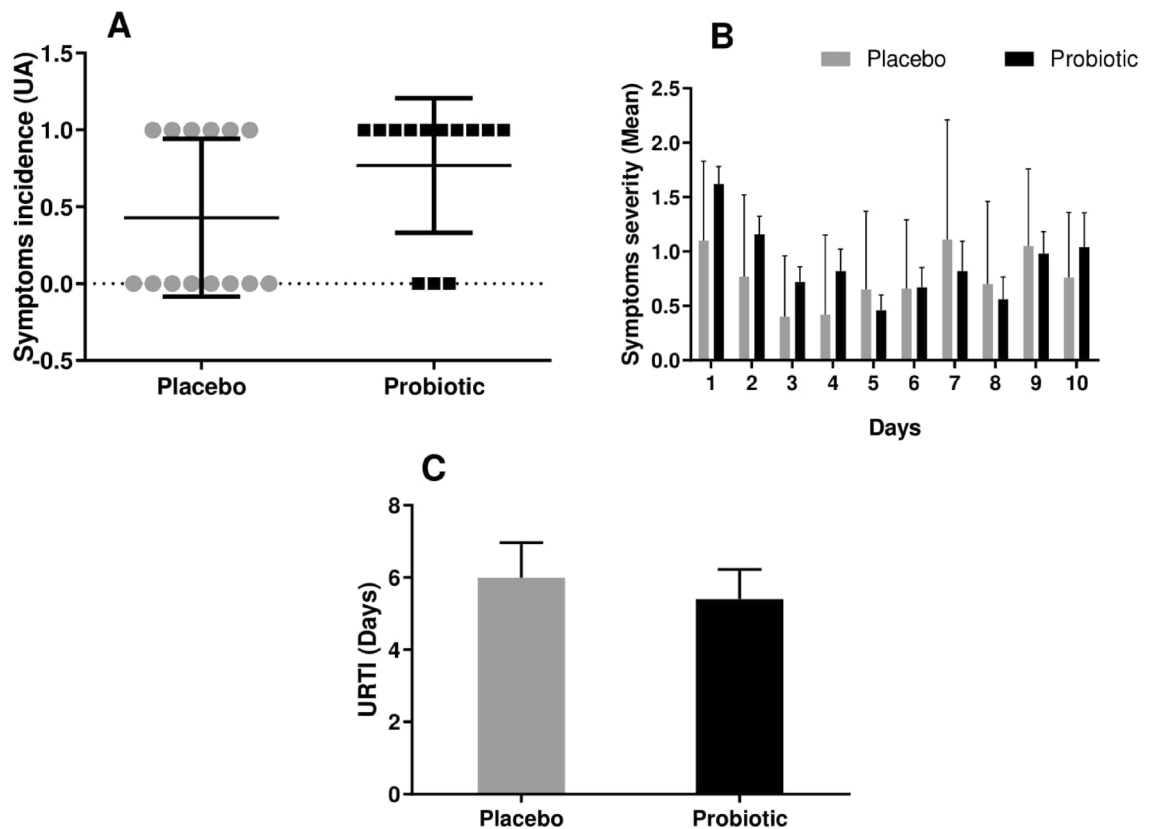 A
Symptoms incidence (UA)
1.5
1.0
0.5
0.0
-0.5
Placebo Probiotic
B
Placebo Probiotic
Symptoms severity (Mean)
2.5
2.0
1.5
1.0
0.5
0.0
1 2 3 4 5 6 7 8 9 10
Days
C
URTI (Days)
8
6
4
2
0
Placebo Probiotic